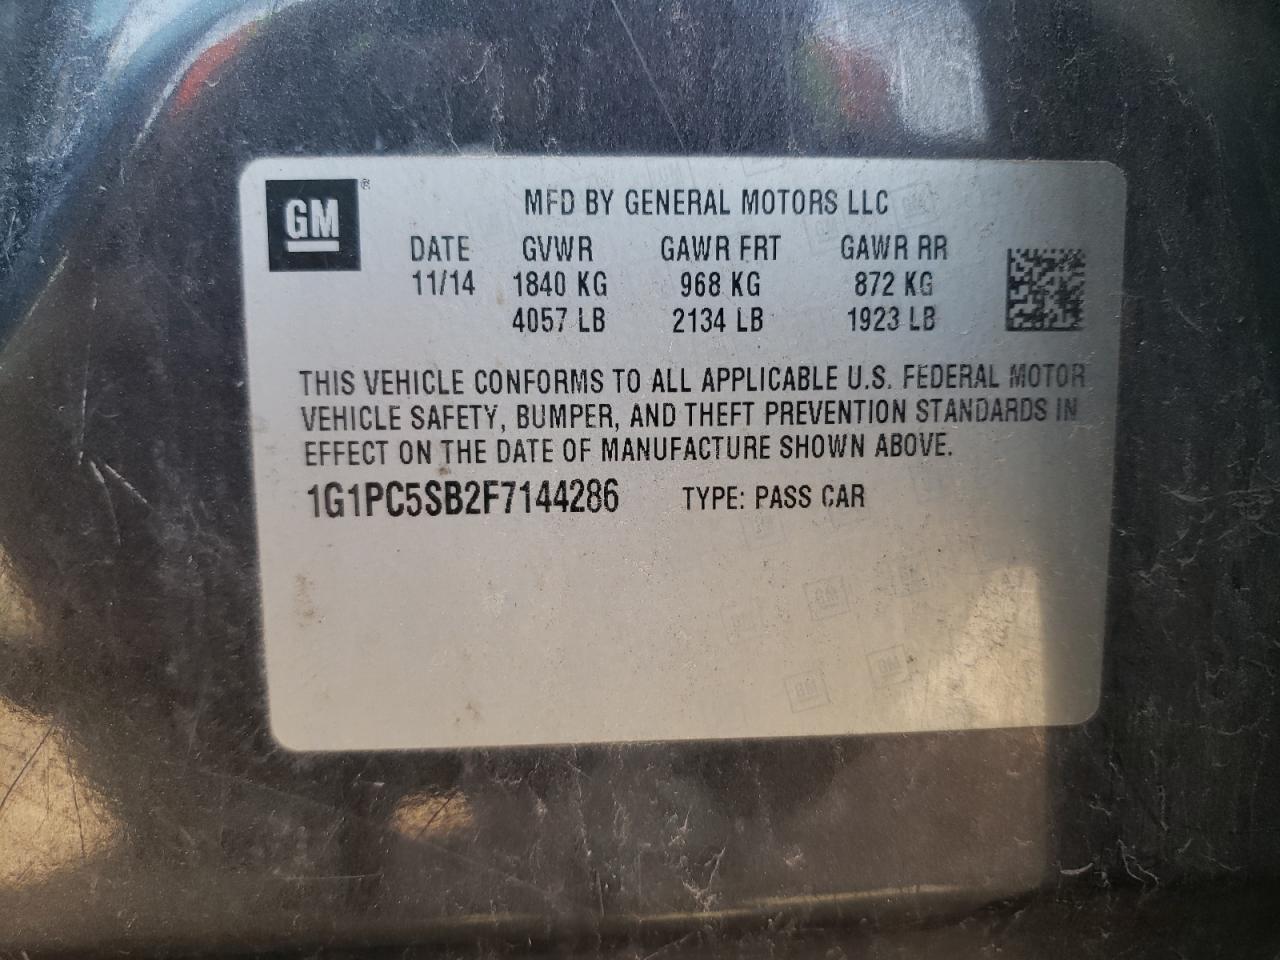 GM ®
MFD BY GENERAL MOTORS LLC
DATE GVWR GAWR FRT GAWR RR
11/14 1840 KG 968 KG 872 KG
4057 LB 2134 LB 1923 LB
THIS VEHICLE CONFORMS TO ALL APPLICABLE U.S. FEDERAL MOTOR
VEHICLE SAFETY, BUMPER, AND THEFT PREVENTION STANDARDS IN
EFFECT ON THE DATE OF MANUFACTURE SHOWN ABOVE.
1G1PC5SB2F7144286 TYPE: PASS CAR